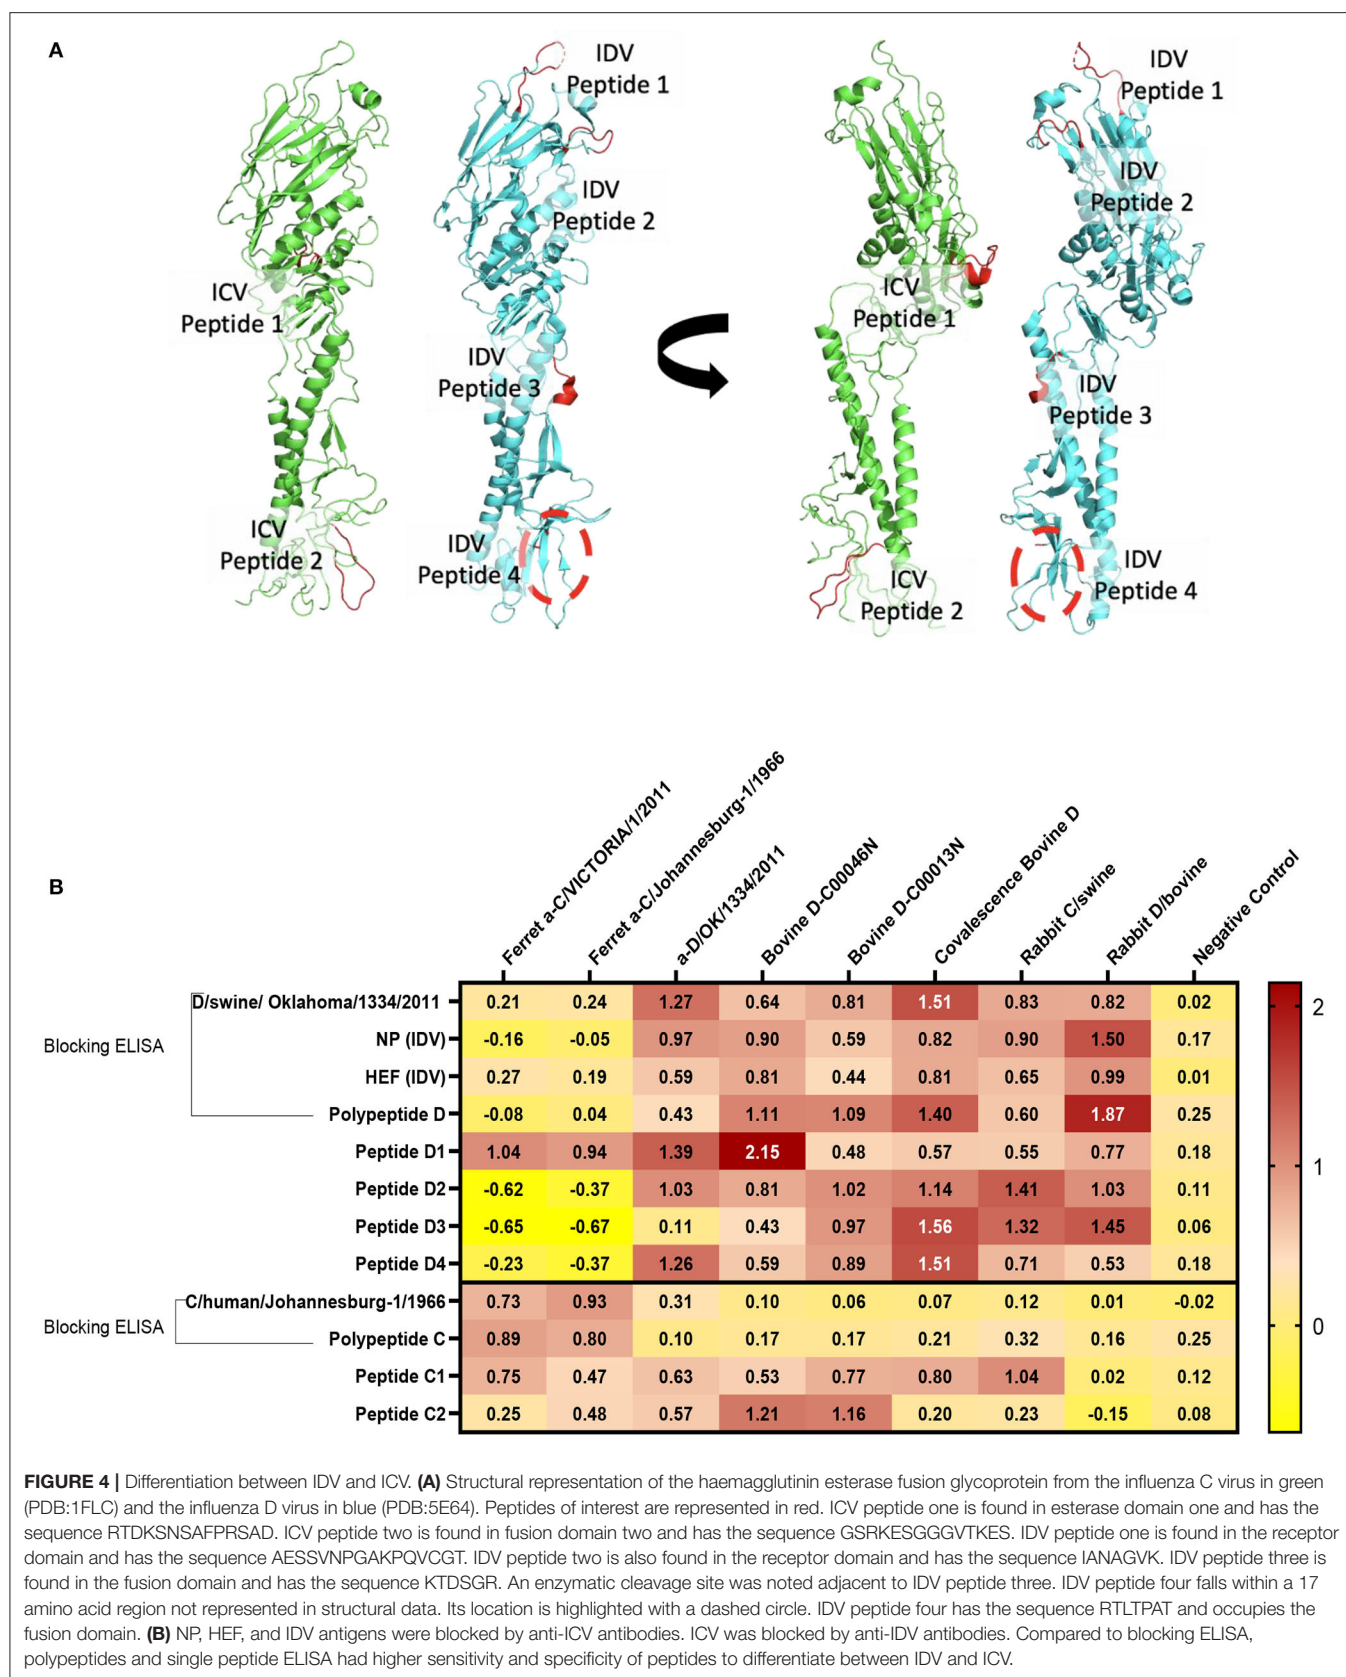 A
IDV
Peptide 1
IDV
Peptide 2
ICV
Peptide 1
IDV
Peptide 3
ICV
Peptide 2
IDV
Peptide 4
IDV
Peptide 1
IDV
Peptide 2
ICV
Peptide 1
IDV
Peptide 3
ICV
Peptide 2
IDV
Peptide 4
B
Ferret a-C/VICTORIA/1/2011
Ferret a-C/Johannesburg-1/1966
a-D/OK/1334/2011
Bovine D-C00046N
Bovine D-C00013N
Covalescence Bovine D
Rabbit C/swine
Rabbit D/bovine
Negative Control
Blocking ELISA
D/swine/ Oklahoma/1334/2011 0.21 0.24 1.27 0.64 0.81 1.51 0.83 0.82 0.02
NP (IDV) -0.16 -0.05 0.97 0.90 0.59 0.82 0.90 1.50 0.17
HEF (IDV) 0.27 0.19 0.59 0.81 0.44 0.81 0.65 0.99 0.01
Polypeptide D -0.08 0.04 0.43 1.11 1.09 1.40 0.60 1.87 0.25
Peptide D1 1.04 0.94 1.39 2.15 0.48 0.57 0.55 0.77 0.18
Peptide D2 -0.62 -0.37 1.03 0.81 1.02 1.14 1.41 1.03 0.11
Peptide D3 -0.65 -0.67 0.11 0.43 0.97 1.56 1.32 1.45 0.06
Peptide D4 -0.23 -0.37 1.26 0.59 0.89 1.51 0.71 0.53 0.18
Blocking ELISA
C/human/Johannesburg-1/1966 0.73 0.93 0.31 0.10 0.06 0.07 0.12 0.01 -0.02
Polypeptide C 0.89 0.80 0.10 0.17 0.17 0.21 0.32 0.16 0.25
Peptide C1 0.75 0.47 0.63 0.53 0.77 0.80 1.04 0.02 0.12
Peptide C2 0.25 0.48 0.57 1.21 1.16 0.20 0.23 -0.15 0.08
2
1
0
FIGURE 4 | Differentiation between IDV and ICV. (A) Structural representation of the haemagglutinin esterase fusion glycoprotein from the influenza C virus in green
(PDB:1FLC) and the influenza D virus in blue (PDB:5E64). Peptides of interest are represented in red. ICV peptide one is found in esterase domain one and has the
sequence RTDKSNSAFPRSAD. ICV peptide two is found in fusion domain two and has the sequence GSRKESGGGVTKES. IDV peptide one is found in the receptor
domain and has the sequence AESSVNPGAKPQVCGT. IDV peptide two is also found in the receptor domain and has the sequence IANAGVK. IDV peptide three is
found in the fusion domain and has the sequence KTDSGR. An enzymatic cleavage site was noted adjacent to IDV peptide three. IDV peptide four falls within a 17
amino acid region not represented in structural data. Its location is highlighted with a dashed circle. IDV peptide four has the sequence RTLTPAT and occupies the
fusion domain. (B) NP, HEF, and IDV antigens were blocked by anti-ICV antibodies. ICV was blocked by anti-IDV antibodies. Compared to blocking ELISA,
polypeptides and single peptide ELISA had higher sensitivity and specificity of peptides to differentiate between IDV and ICV.